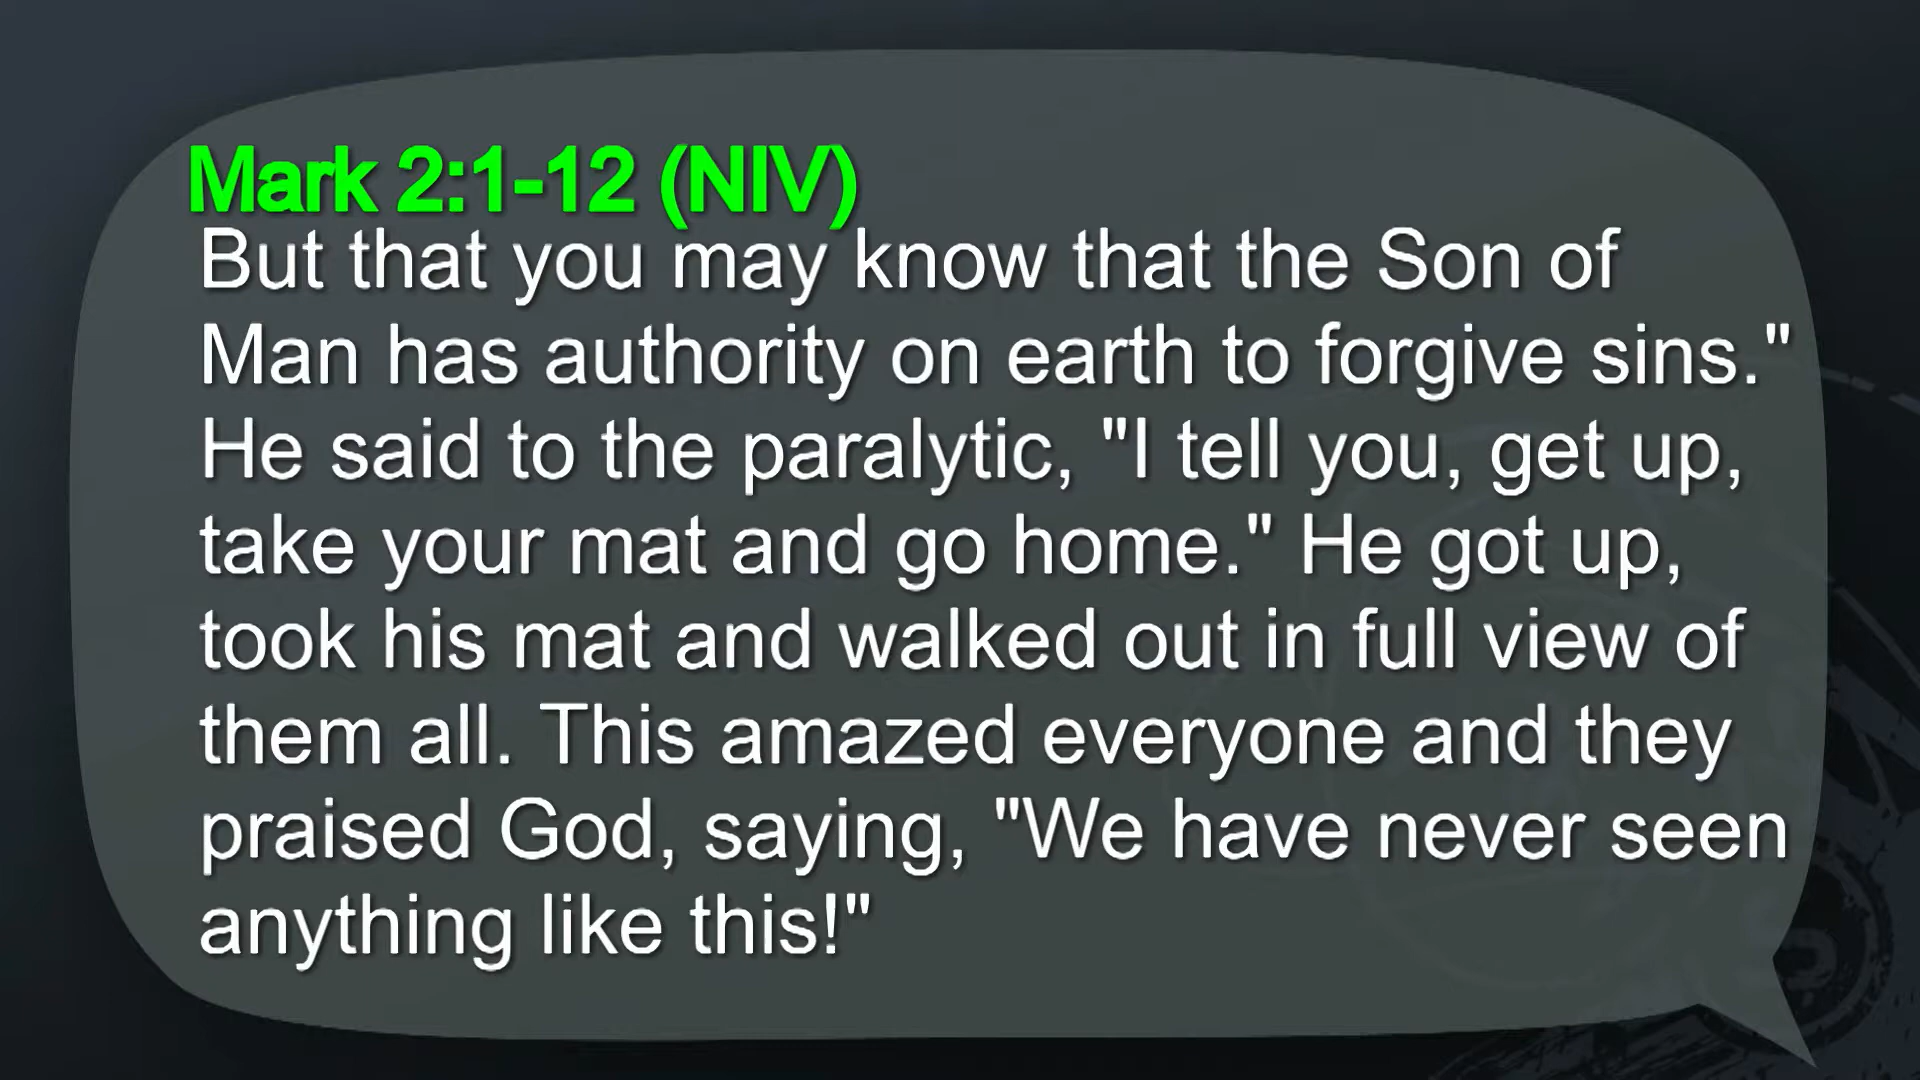 Mark 2:1-12 (NIV)
But that you may know that the Son of
Man has authority on earth to forgive sins."
He said to the paralytic, "I tell you, get up,
take your mat and go home." He got up,
took his mat and walked out in full view of
them all. This amazed everyone and they
praised God, saying, "We have never seen
anything like this!"